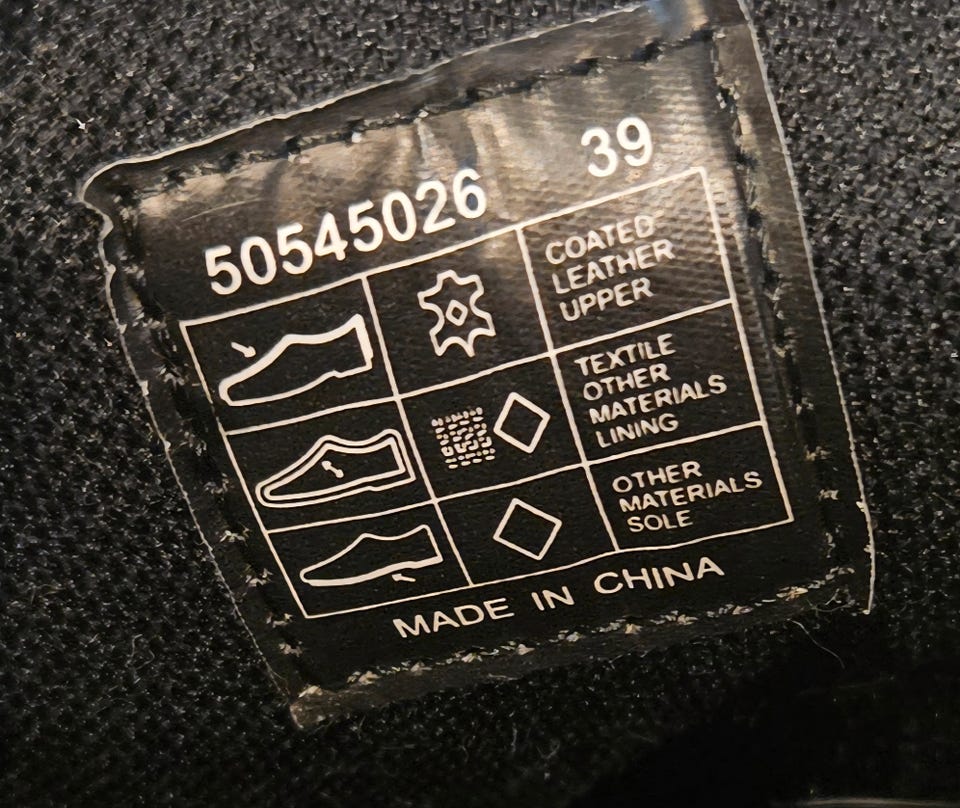 50545026 39
COATED
LEATHER
UPPER
TEXTILE
OTHER
MATERIALS
LINING
OTHER
MATERIALS
SOLE
MADE IN CHINA